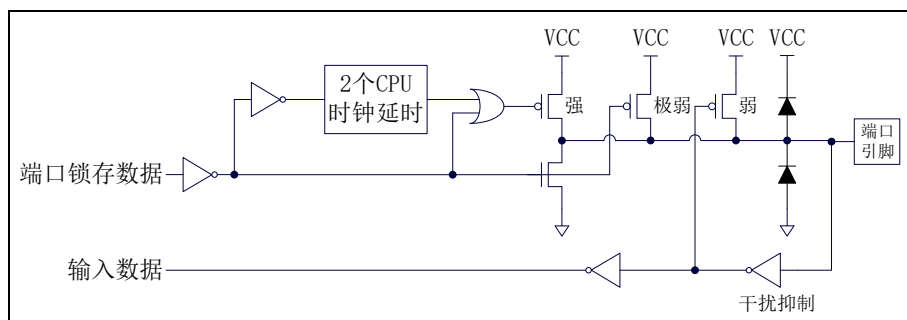 VCC
VCC
VCC
VCC
2个CPU
时钟延时
强
极弱
弱
端口
引脚
端口锁存数据
输入数据
干扰抑制